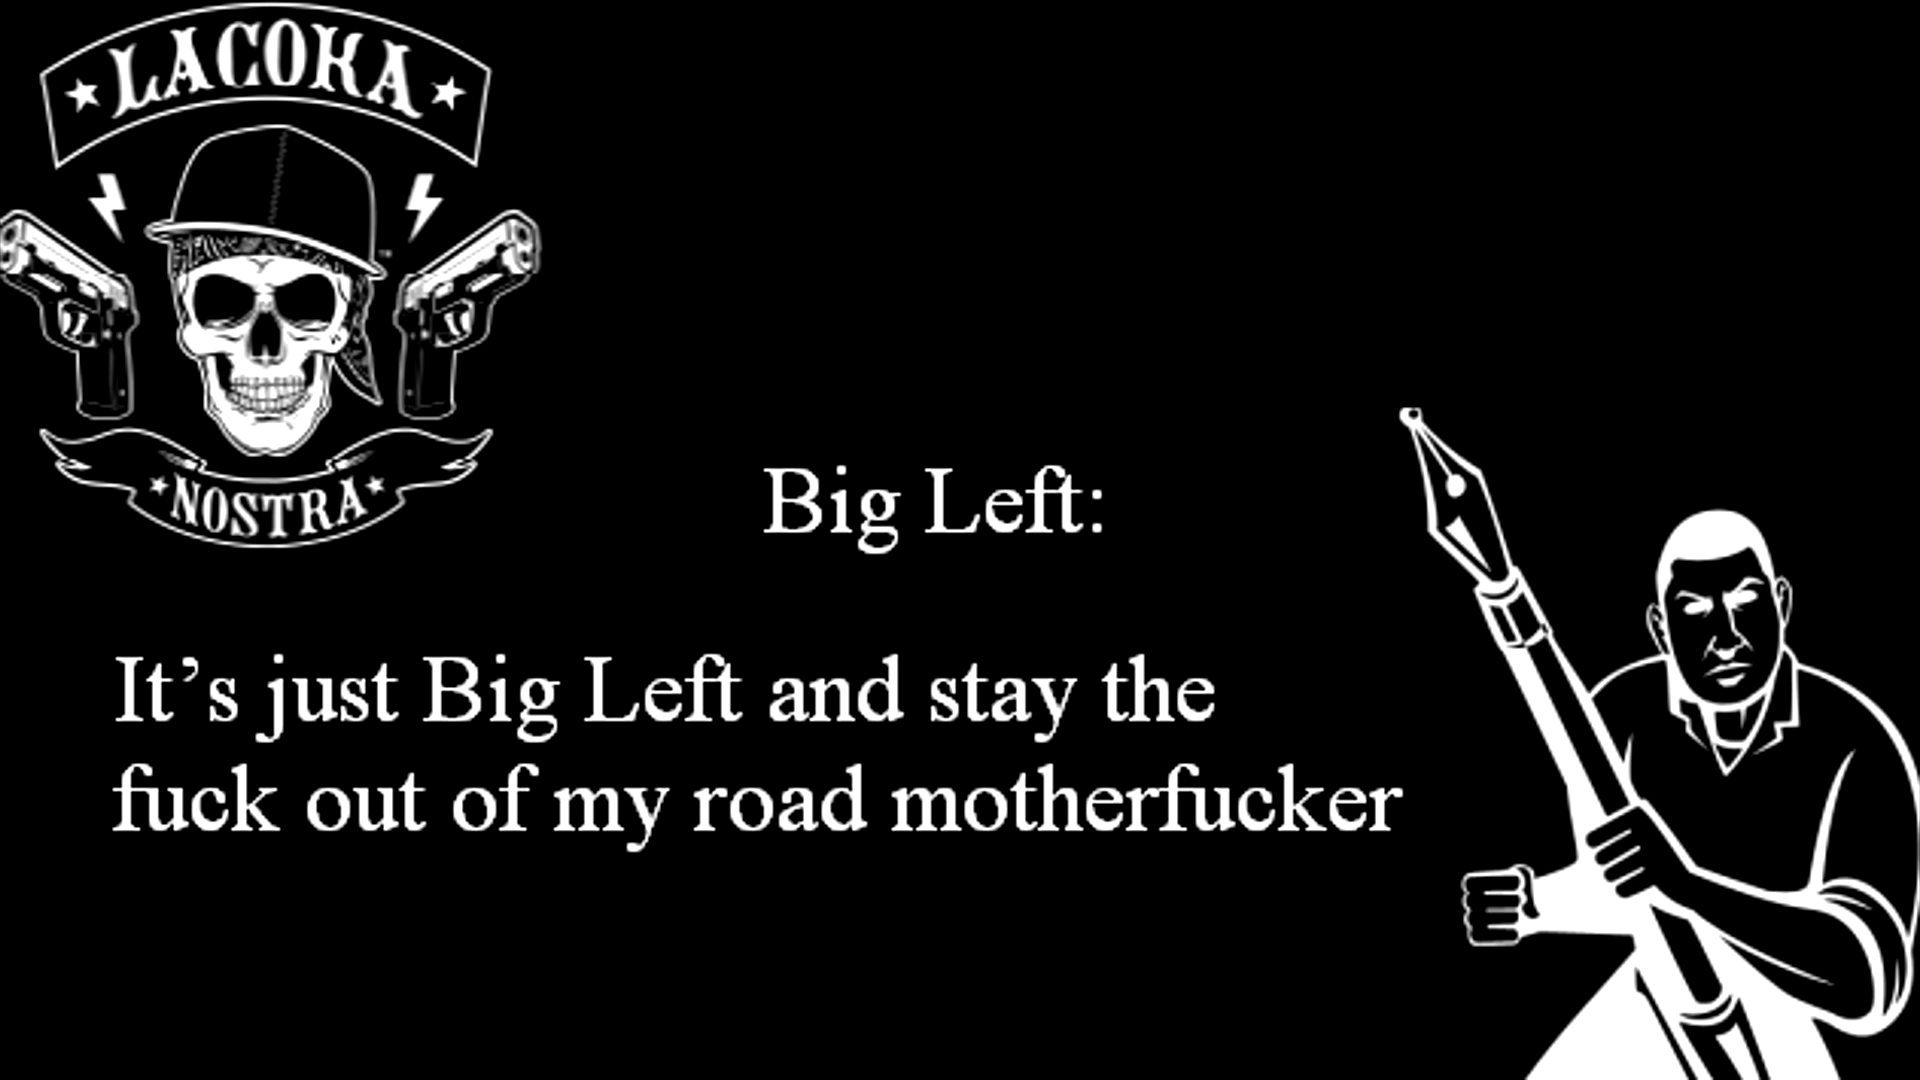 LACOKA
NOSTRA
Big Left:
It’s just Big Left and stay the
fuck out of my road motherfucker